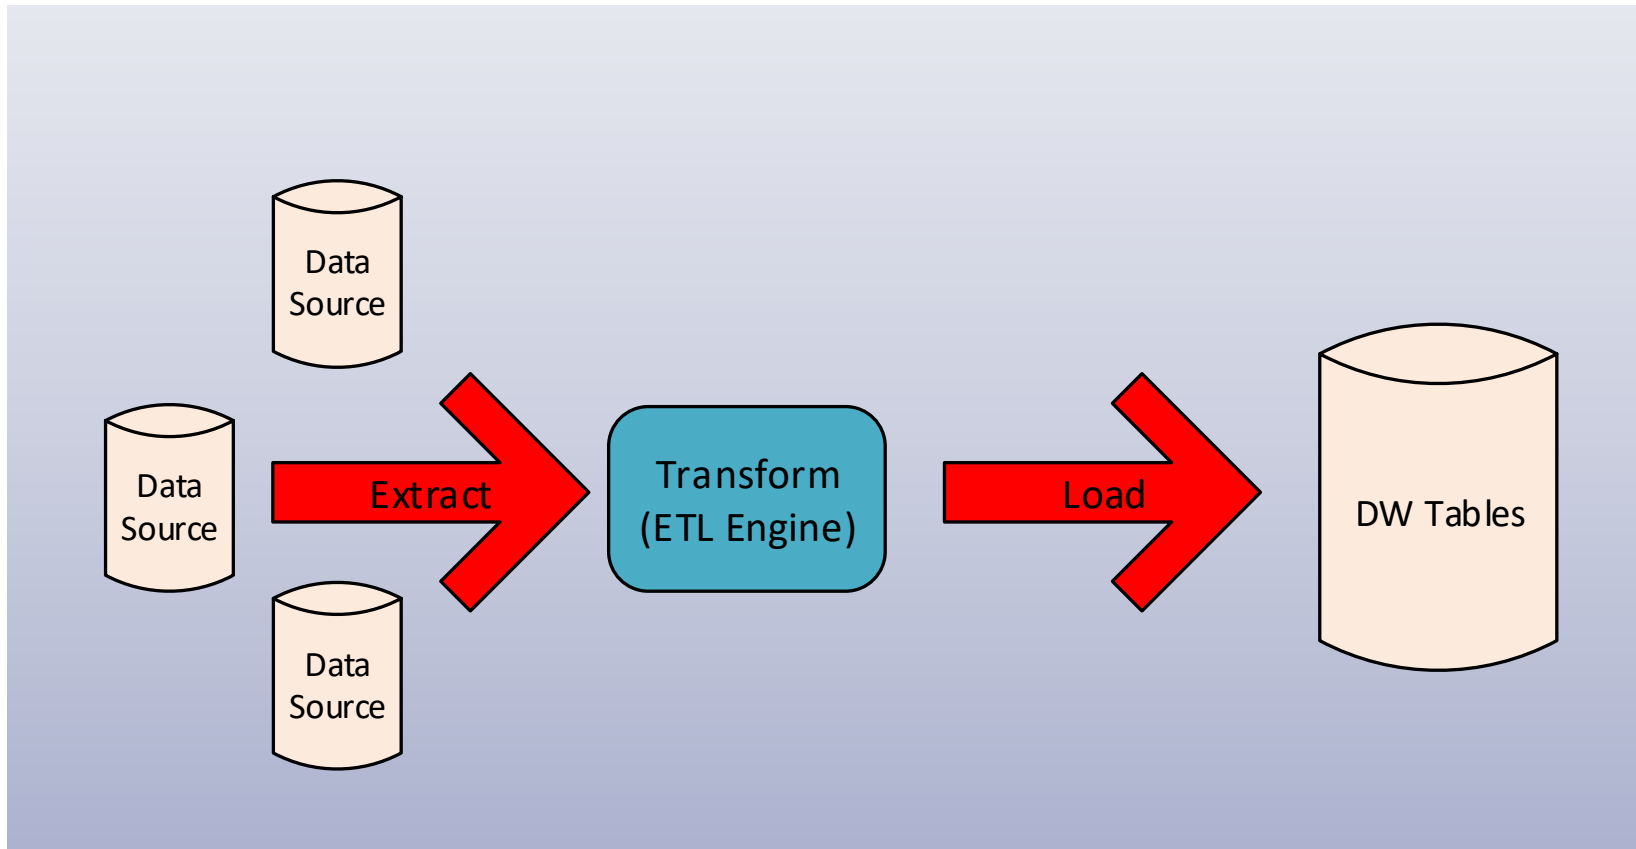 Data
Source
Data
Source
Data
Source
Extract
Transform
(ETL Engine)
Load
DW Tables